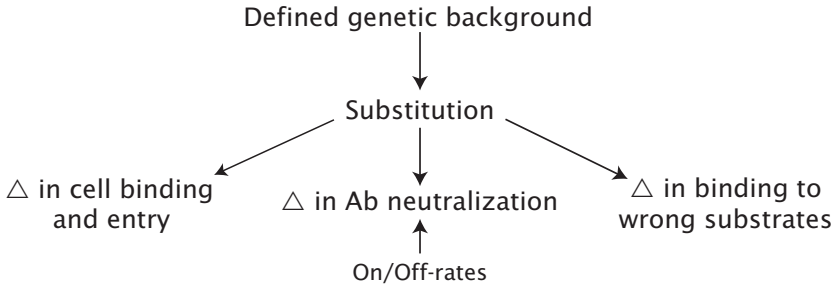 Defined genetic background
Substitution
△ in cell binding
and entry
△ in Ab neutralization
△ in binding to
wrong substrates
On/Off-rates